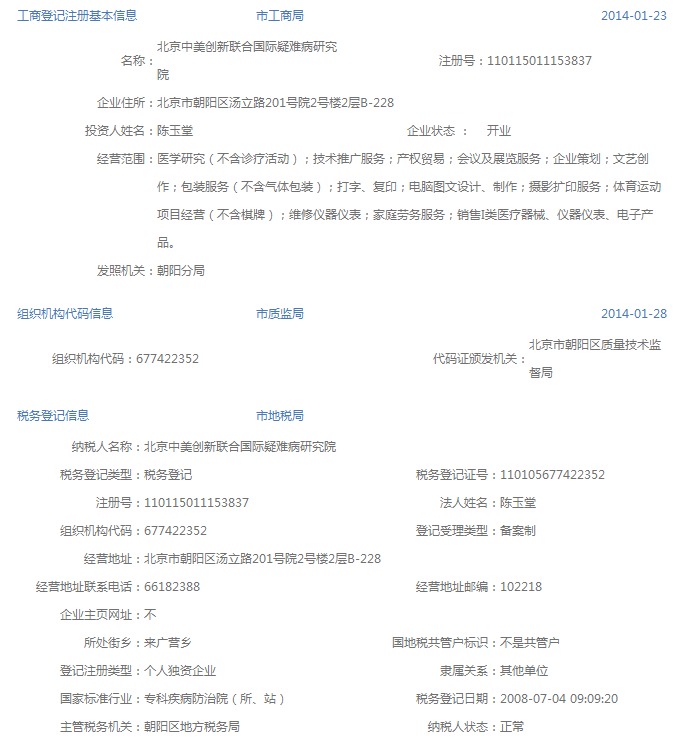 工商登记注册基本信息 市工商局 2014-01-23
名称：北京中美创新联合国际疑难病研究
院
注册号：110115011153837
企业住所：北京市朝阳区汤立路201号院2号楼2层B-228
投资人姓名：陈玉堂 企业状态 ： 开业
经营范围：医学研究（不含诊疗活动）；技术推广服务；产权贸易；会议及展览服务；企业策划；文艺创
作；包装服务（不含气体包装）；打字、复印；电脑图文设计、制作；摄影扩印服务；体育运动
项目经营（不含棋牌）；维修仪器仪表；家庭劳务服务；销售I类医疗器械、仪器仪表、电子产
品。
发照机关：朝阳分局
组织机构代码信息 市质监局 2014-01-28
组织机构代码：677422352
代码证颁发机关：北京市朝阳区质量技术监
督局
税务登记信息 市地税局
纳税人名称：北京中美创新联合国际疑难病研究院
税务登记类型：税务登记 税务登记证号：110105677422352
注册号：110115011153837 法人姓名：陈玉堂
组织机构代码：677422352 登记受理类型：备案制
经营地址：北京市朝阳区汤立路201号院2号楼2层B-228
经营地址联系电话：66182388 经营地址邮编：102218
企业主页网址：不
所处街乡：来广营乡 国地税共管户标识：不是共管户
登记注册类型：个人独资企业 隶属关系：其他单位
国家标准行业：专科疾病防治院（所、站） 税务登记日期：2008-07-04 09:09:20
主管税务机关：朝阳区地方税务局 纳税人状态：正常